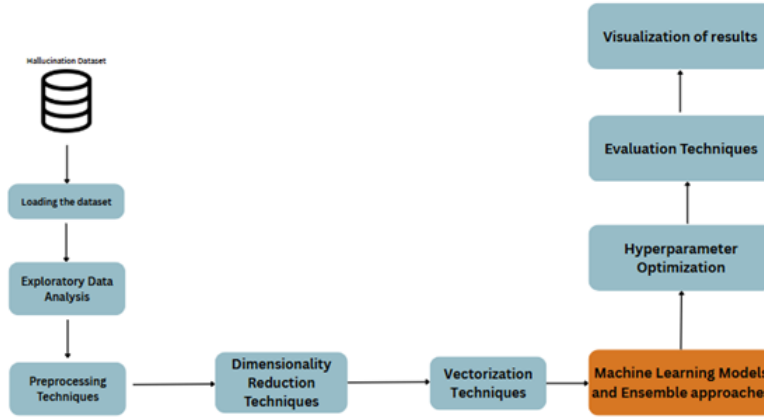 Hallucination Dataset
Loading the dataset
Exploratory Data
Analysis
Preprocessing
Techniques
Dimensionality
Reduction
Techniques
Vectorization
Techniques
Machine Learning Models
and Ensemble approaches
Hyperparameter
Optimization
Evaluation Techniques
Visualization of results